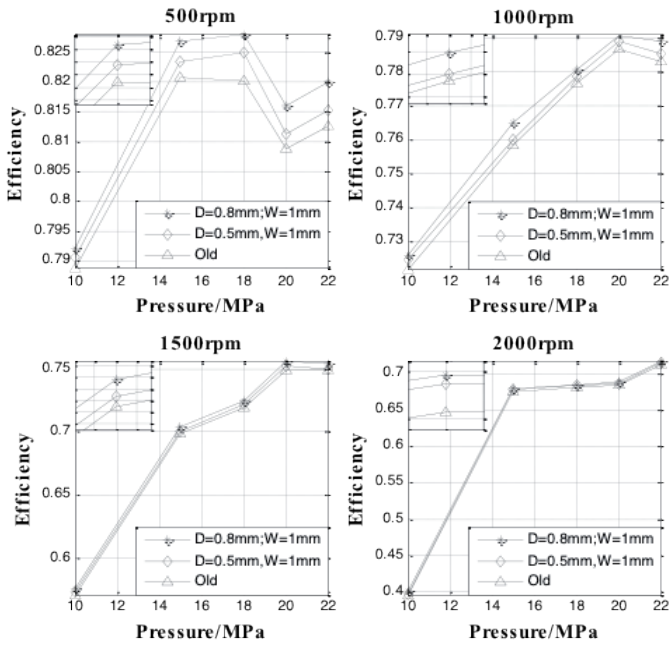 500rpm
Efficiency
0.825
0.82
0.815
0.81
0.805
0.8
0.795
0.79
D=0.8mm;W=1mm
D=0.5mm,W=1mm
Old
10 12 14 16 18 20 22
Pressure/MPa
1000rpm
Efficiency
0.79
0.78
0.77
0.76
0.75
0.74
0.73
D=0.8mm;W=1mm
D=0.5mm,W=1mm
Old
10 12 14 16 18 20 22
Pressure/MPa
1500rpm
Efficiency
0.75
0.7
0.65
0.6
D=0.8mm;W=1mm
D=0.5mm,W=1mm
Old
10 12 14 16 18 20 22
Pressure/MPa
2000rpm
Efficiency
0.7
0.65
0.6
0.55
0.5
0.45
0.4
D=0.8mm;W=1mm
D=0.5mm,W=1mm
Old
10 12 14 16 18 20 22
Pressure/MPa